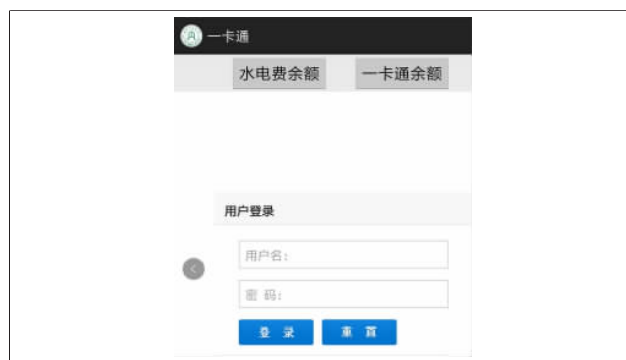 一卡通
水电费余额 一卡通余额
用户登录
用户名:
密 码:
登 录 重 置